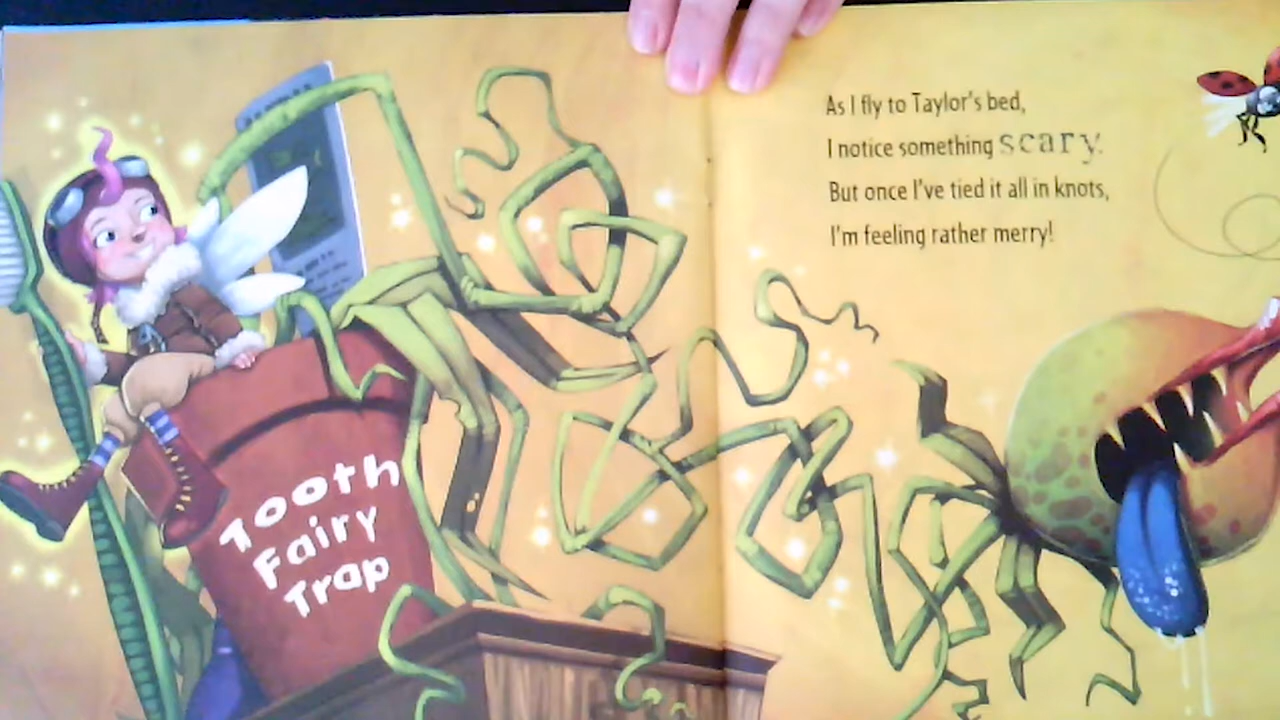 Tooth
Fairy
Trap
As I fly to Taylor's bed,
I notice something scary.
But once I've tied it all in knots,
I'm feeling rather merry!